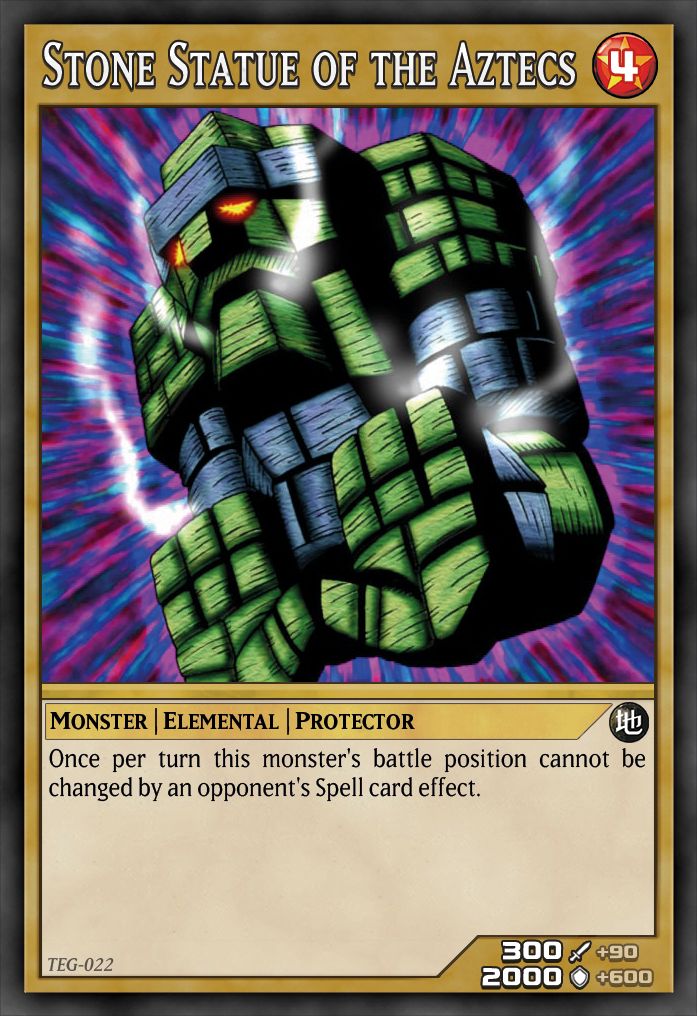 Stone Statue of the Aztecs
4
Monster | Elemental | Protector
Once per turn this monster's battle position cannot be
changed by an opponent's Spell card effect.
300 +90
TEG-022
2000 +600